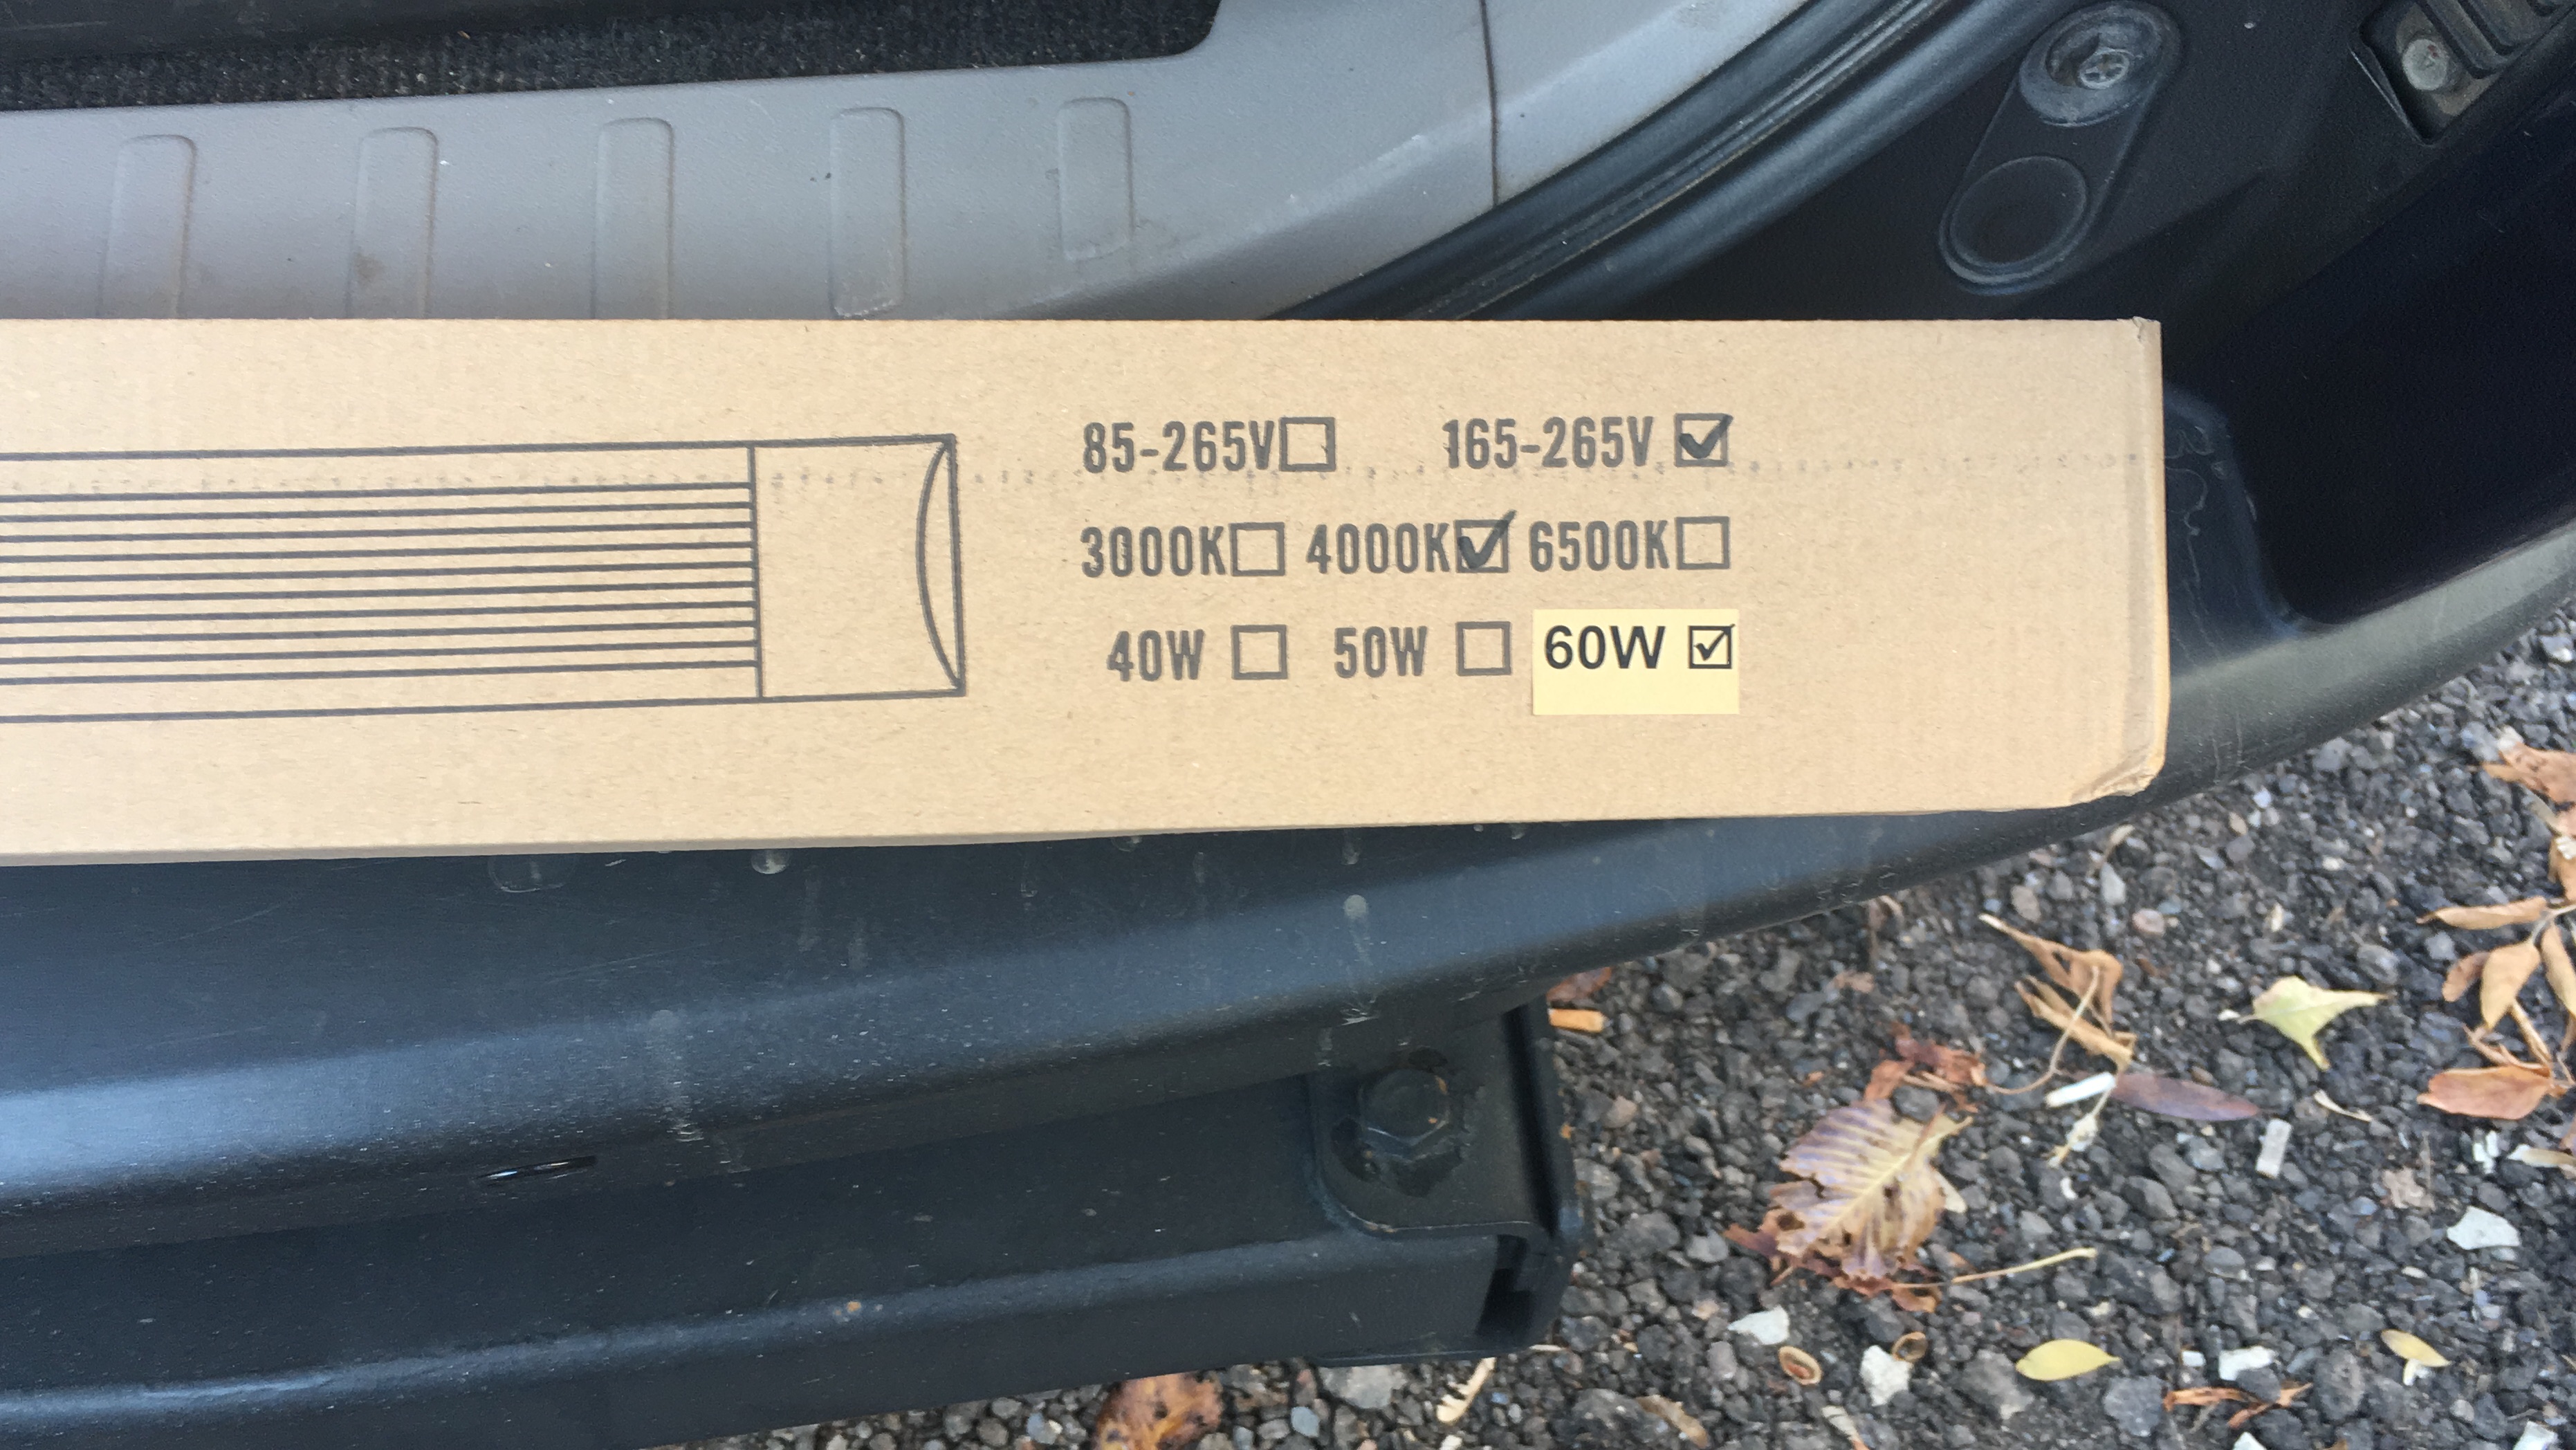 85-265V☐ 165-265V ☑
3000K☐ 4000K☑ 6500K☐
40W ☐ 50W ☐ 60W ☑